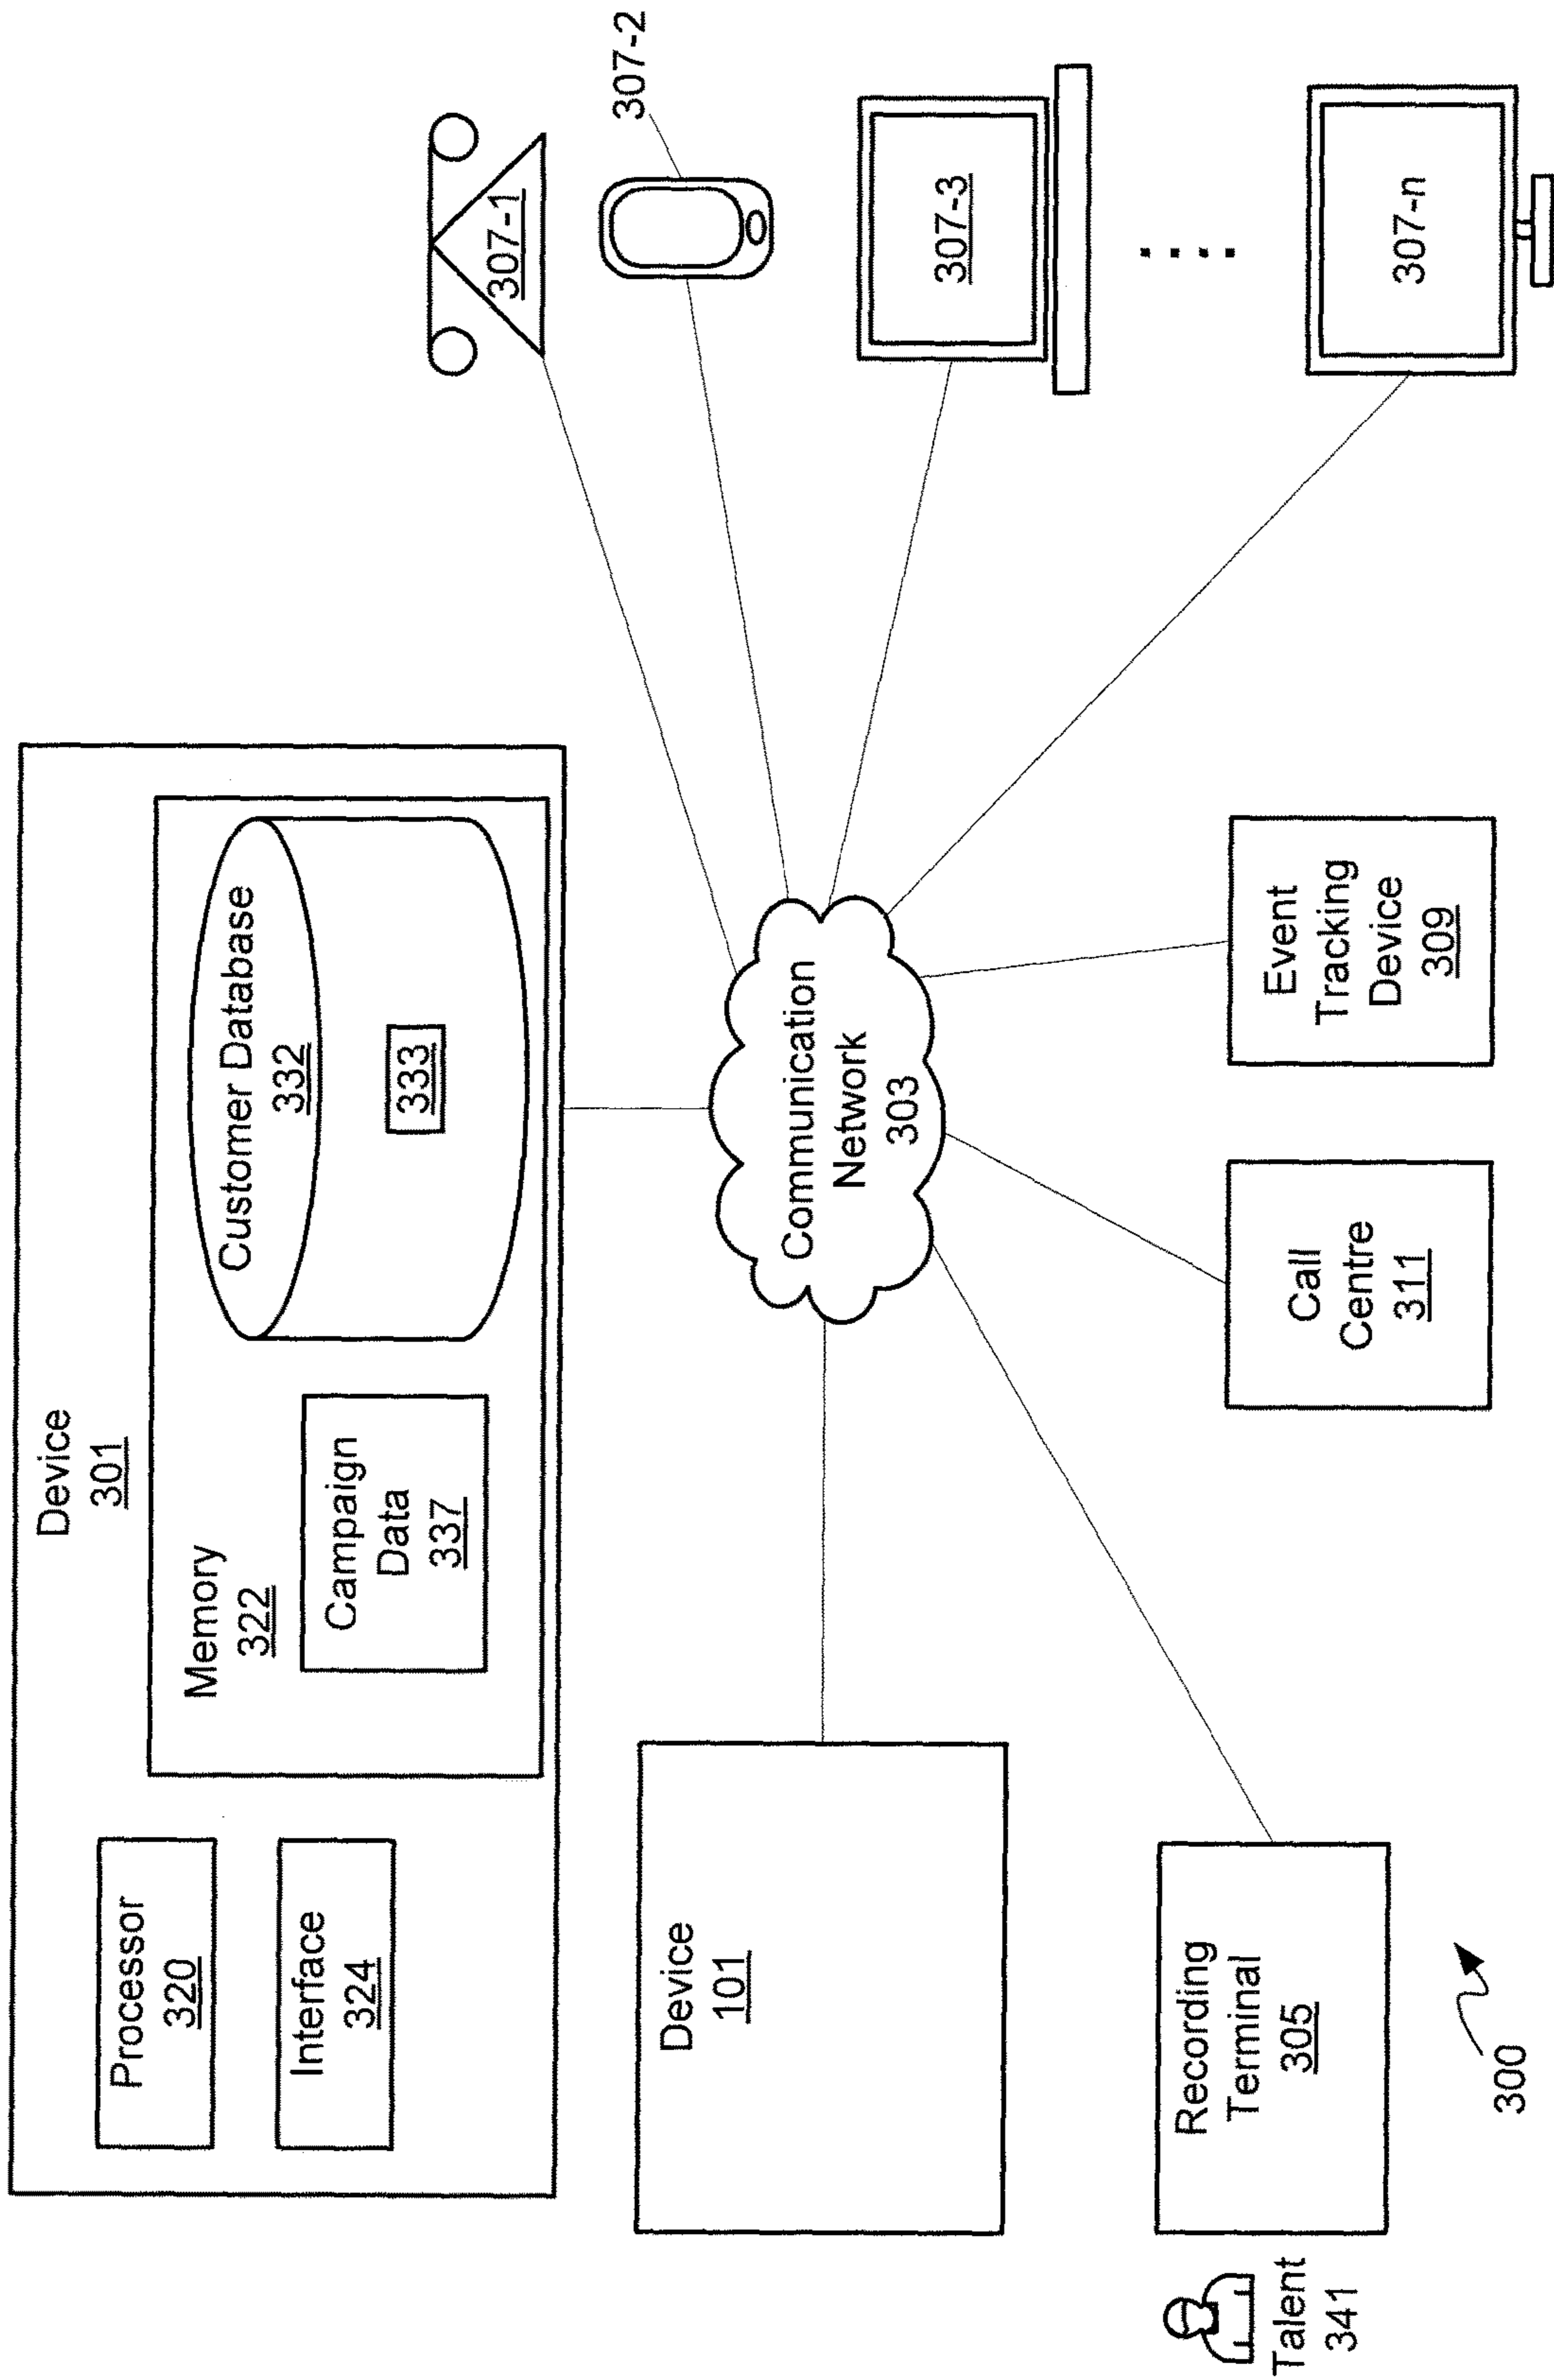 Device
301
Processor
320
Interface
324
Memory
322
Campaign
Data
337
Customer Database
332
333
Device
101
Communication
Network
303
307-1
307-2
307-3
307-n
Talent
341
Recording
Terminal
305
Call
Centre
311
Event
Tracking
Device
309
300